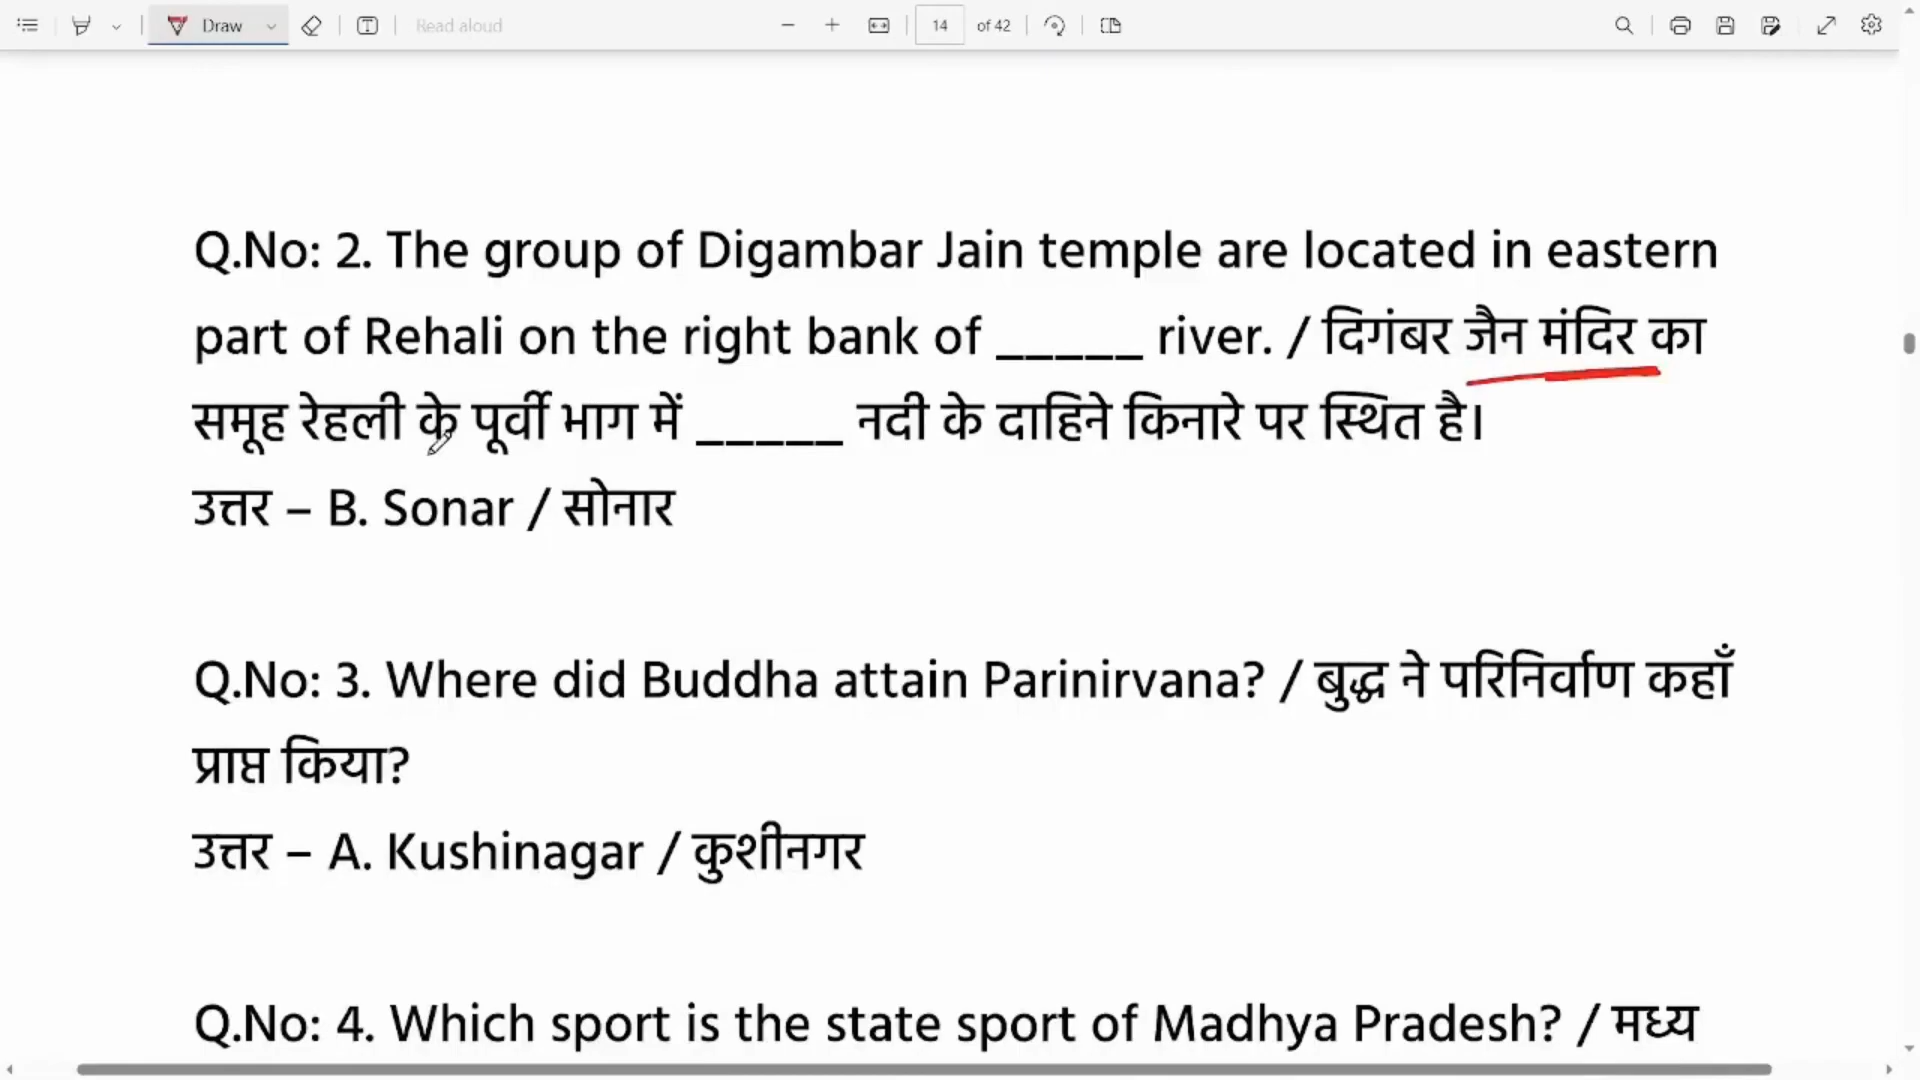 Draw
Read aloud
14 of 42
Q.No: 2. The group of Digambar Jain temple are located in eastern
part of Rehali on the right bank of _____ river. / दिगंबर जैन मंदिर का
समूह रेहली के पूर्वी भाग में _____ नदी के दाहिने किनारे पर स्थित है।
उत्तर – B. Sonar / सोनार
Q.No: 3. Where did Buddha attain Parinirvana? / बुद्ध ने परिनिर्वाण कहाँ
प्राप्त किया?
उत्तर – A. Kushinagar / कुशीनगर
Q.No: 4. Which sport is the state sport of Madhya Pradesh? / मध्य